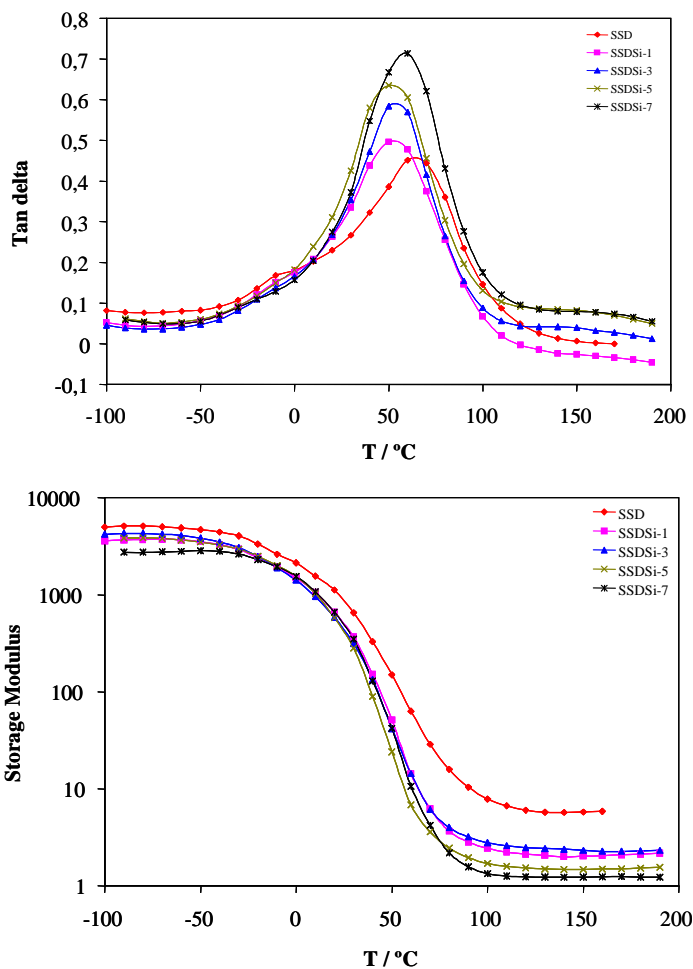 0,8
0,7
0,6
0,5
0,4
0,3
0,2
0,1
0
-0,1
Tan delta
-100 -50 0 50 100 150 200
T / ºC
SSD
SSDSi-1
SSDSi-3
SSDSi-5
SSDSi-7
10000
1000
100
10
1
Storage Modulus
-100 -50 0 50 100 150 200
T / ºC
SSD
SSDSi-1
SSDSi-3
SSDSi-5
SSDSi-7